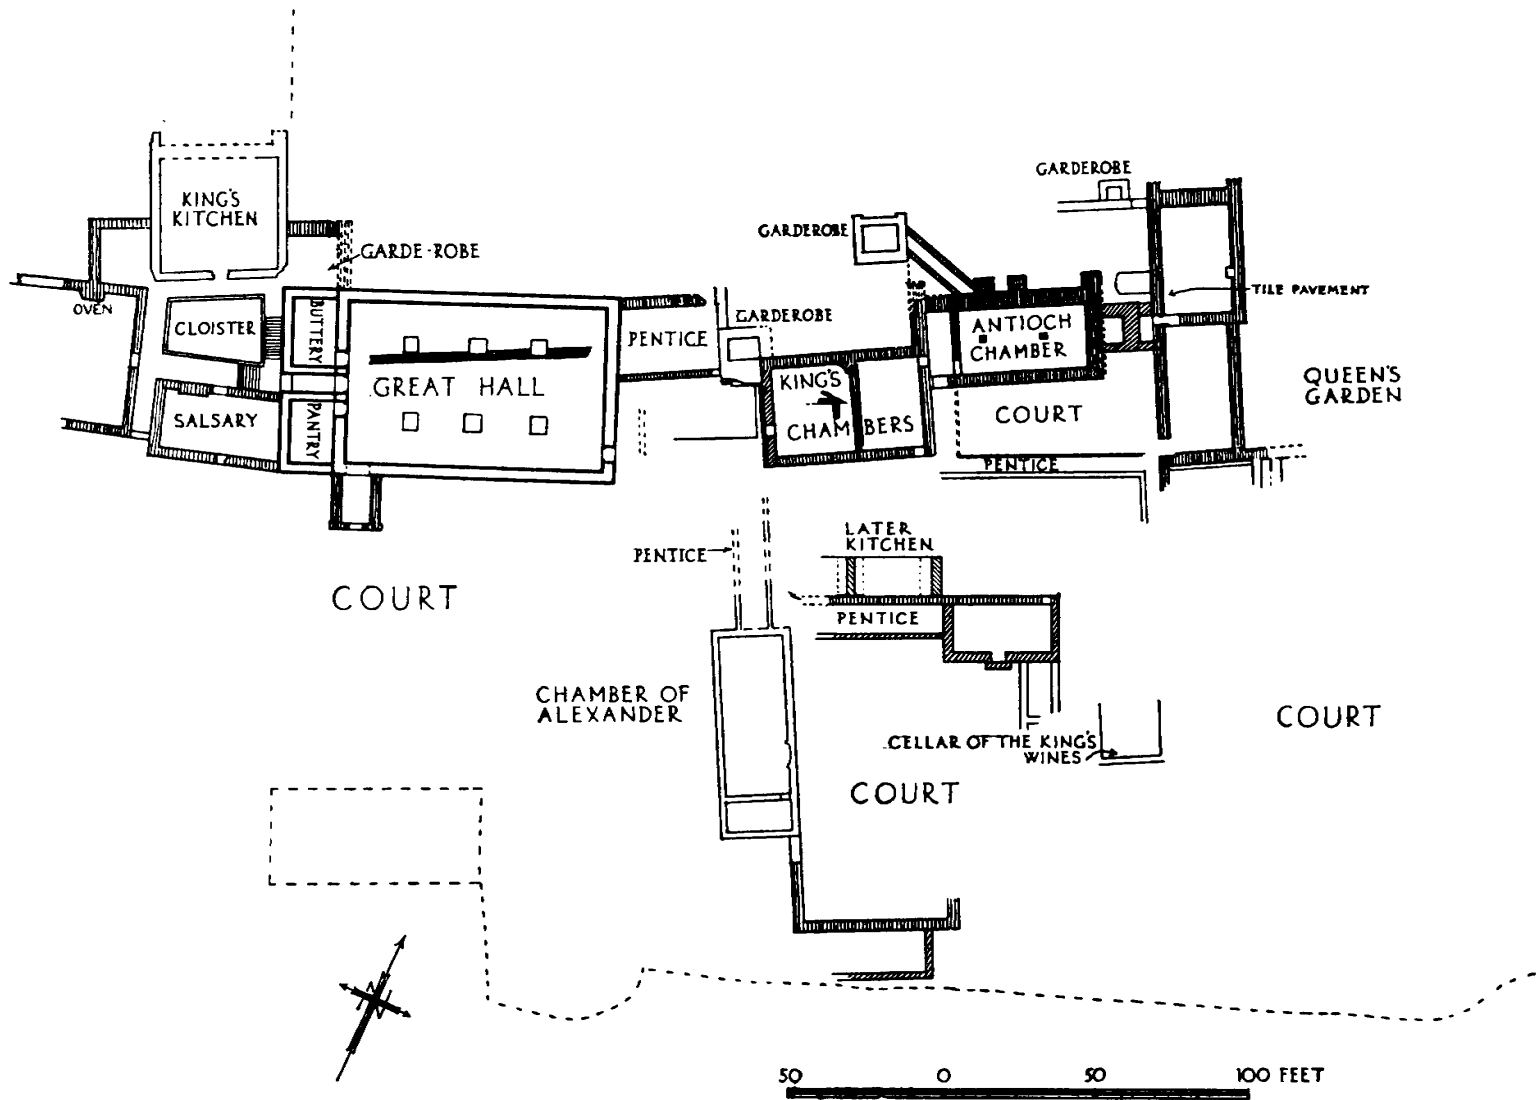 GARDEROBE
KING'S
KITCHEN
GARDEROBE
GARDE-ROBE
TILE PAVEMENT
OVEN
CLOISTER
BUTTERY
PENTICE
GARDEROBE
ANTIOCH
CHAMBER
GREAT HALL
KING'S
CHAMBERS
QUEEN'S
GARDEN
SALSARY
PANTRY
COURT
PENTICE
LATER
KITCHEN
PENTICE
COURT
PENTICE
CHAMBER OF
ALEXANDER
COURT
CELLAR OF THE KING'S
WINES
COURT
N
50 0 50 100 FEET